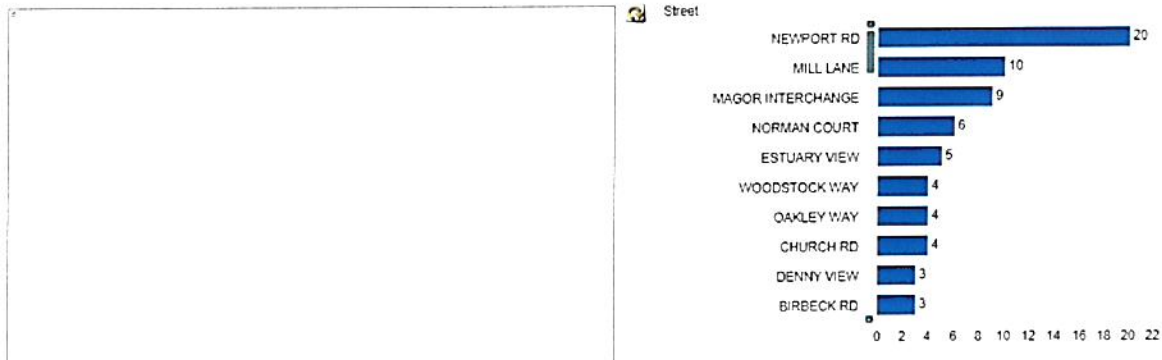 Street
NEWPORT RD 20
MILL LANE 10
MAGOR INTERCHANGE 9
NORMAN COURT 6
ESTUARY VIEW 5
WOODSTOCK WAY 4
OAKLEY WAY 4
CHURCH RD 4
DENNY VIEW 3
BIRBECK RD 3
0 2 4 6 8 10 12 14 16 18 20 22